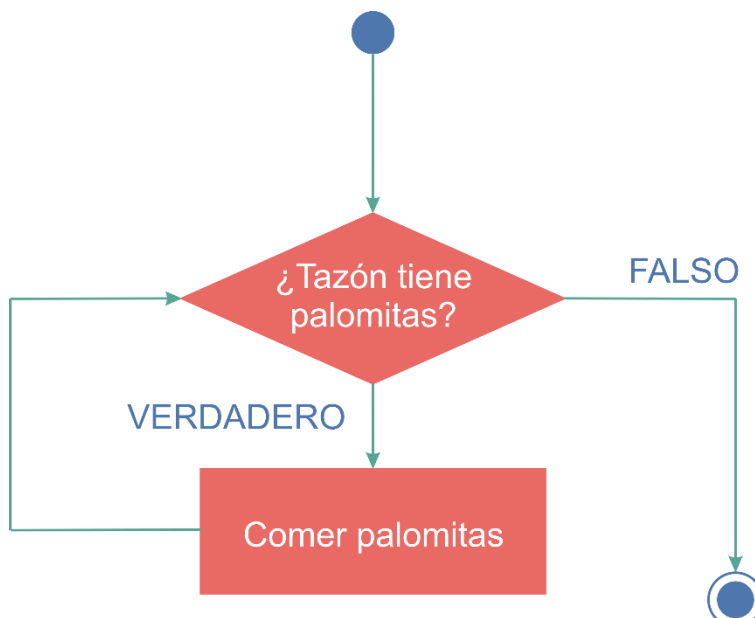 ¿Tazón tiene
palomitas?
FALSO
VERDADERO
Comer palomitas